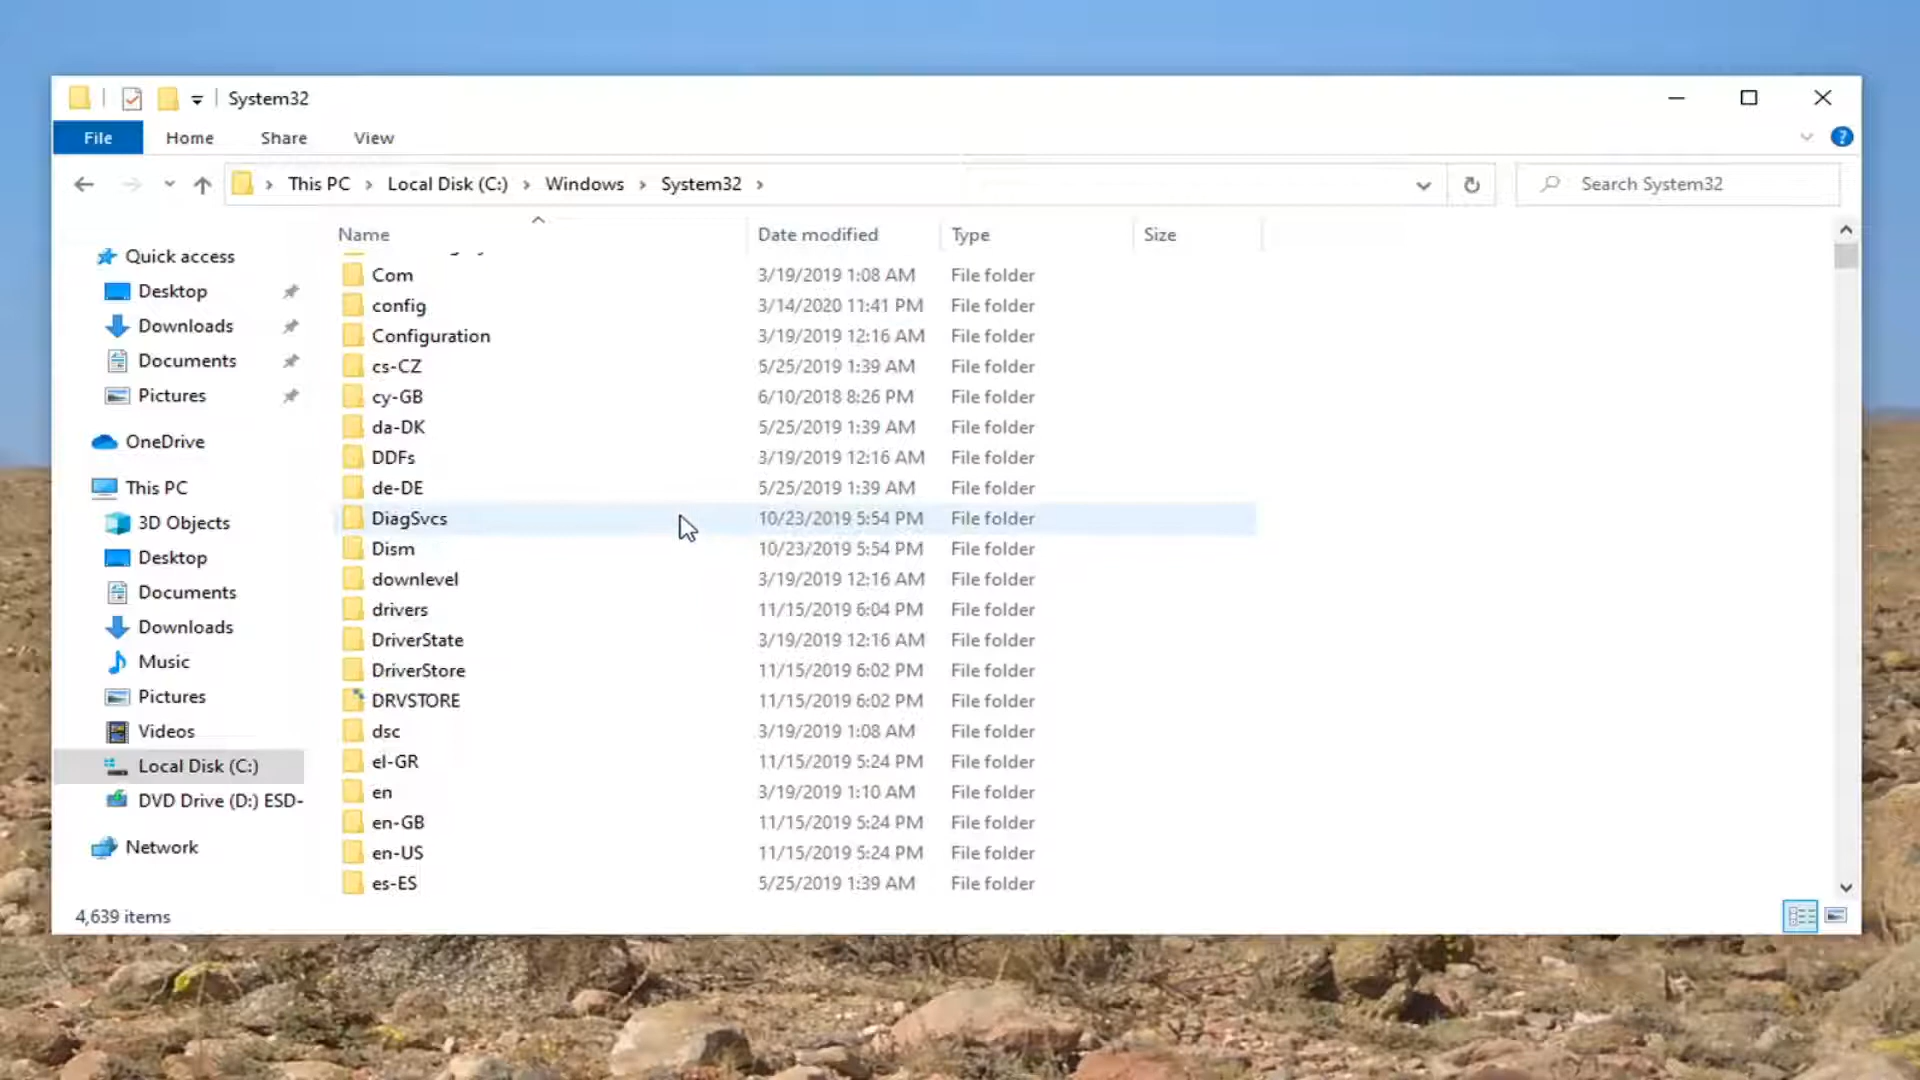 System32
File Home Share View
This PC Local Disk (C:) Windows System32
Search System32
Name Date modified Type Size
Quick access
Desktop
Downloads
Documents
Pictures
OneDrive
This PC
3D Objects
Desktop
Documents
Downloads
Music
Pictures
Videos
Local Disk (C:)
DVD Drive (D:) ESD-
Network
Com 3/19/2019 1:08 AM File folder
config 3/14/2020 11:41 PM File folder
Configuration 3/19/2019 12:16 AM File folder
cs-CZ 5/25/2019 1:39 AM File folder
cy-GB 6/10/2018 8:26 PM File folder
da-DK 5/25/2019 1:39 AM File folder
DDFs 3/19/2019 12:16 AM File folder
de-DE 5/25/2019 1:39 AM File folder
DiagSvcs 10/23/2019 5:54 PM File folder
Dism 10/23/2019 5:54 PM File folder
downlevel 3/19/2019 12:16 AM File folder
drivers 11/15/2019 6:04 PM File folder
DriverState 3/19/2019 12:16 AM File folder
DriverStore 11/15/2019 6:02 PM File folder
DRVSTORE 11/15/2019 6:02 PM File folder
dsc 3/19/2019 1:08 AM File folder
el-GR 11/15/2019 5:24 PM File folder
en 3/19/2019 1:10 AM File folder
en-GB 11/15/2019 5:24 PM File folder
en-US 11/15/2019 5:24 PM File folder
es-ES 5/25/2019 1:39 AM File folder
4,639 items